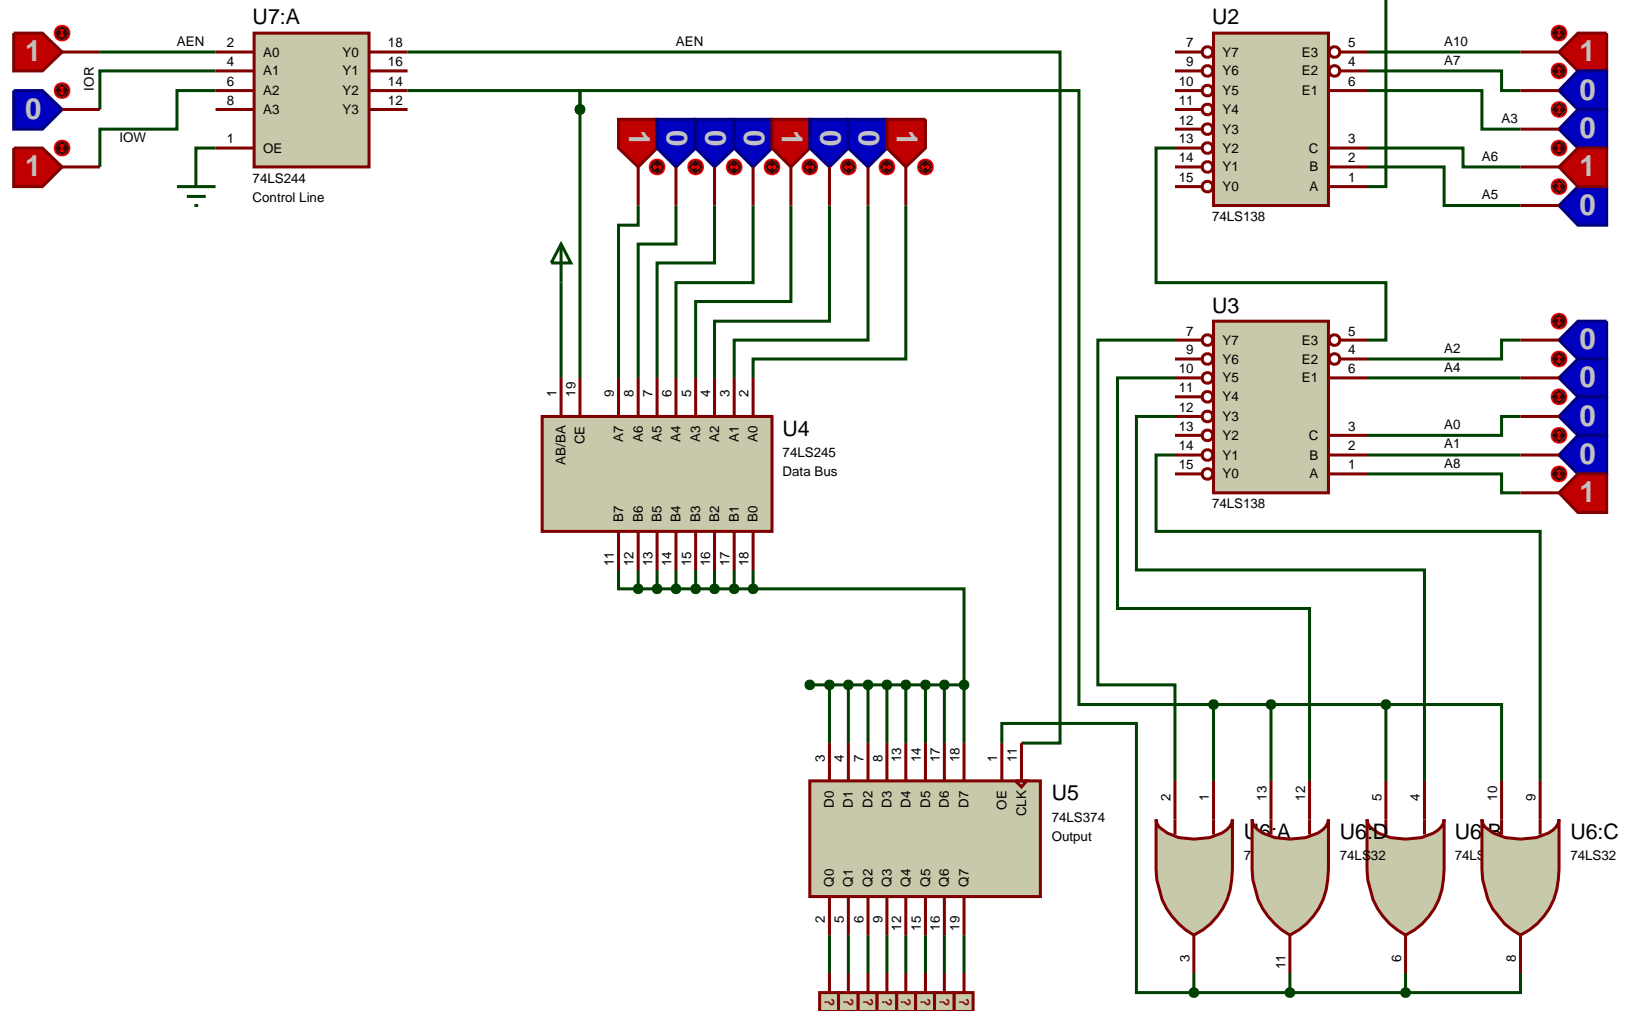 U7:A
1
AEN
2
A0
Y0
18
AEN
4
A1
Y1
16
IOR
6
A2
Y2
14
0
8
A3
Y3
12
IOW
1
OE
1
74LS244
Control Line
1
0
0
0
1
0
0
1
1
19
9
8
7
6
5
4
3
2
AB/BA
CE
A7
A6
A5
A4
A3
A2
A1
A0
U4
74LS245
Data Bus
B7
B6
B5
B4
B3
B2
B1
B0
11
12
13
14
15
16
17
18
3
4
7
8
13
14
17
18
1
11
D0
D1
D2
D3
D4
D5
D6
D7
OE
CLK
U5
74LS374
Output
Q0
Q1
Q2
Q3
Q4
Q5
Q6
Q7
2
5
6
9
12
15
16
19
?
?
?
?
?
?
?
?
U2
7
Y7
E3
5
A10
1
9
Y6
E2
4
A7
0
10
Y5
E1
6
11
Y4
A3
0
12
Y3
13
Y2
C
3
14
Y1
B
2
A6
1
15
Y0
A
1
A5
0
74LS138
U3
7
Y7
E3
5
A2
0
9
Y6
E2
4
10
Y5
E1
6
A4
0
11
Y4
12
Y3
0
13
Y2
C
3
A0
14
Y1
B
2
A1
0
15
Y0
A
1
A8
1
74LS138
2
1
13
12
5
4
10
9
U6:A
U6:D
74LS32
U6:C
74LS32
3
11
6
8